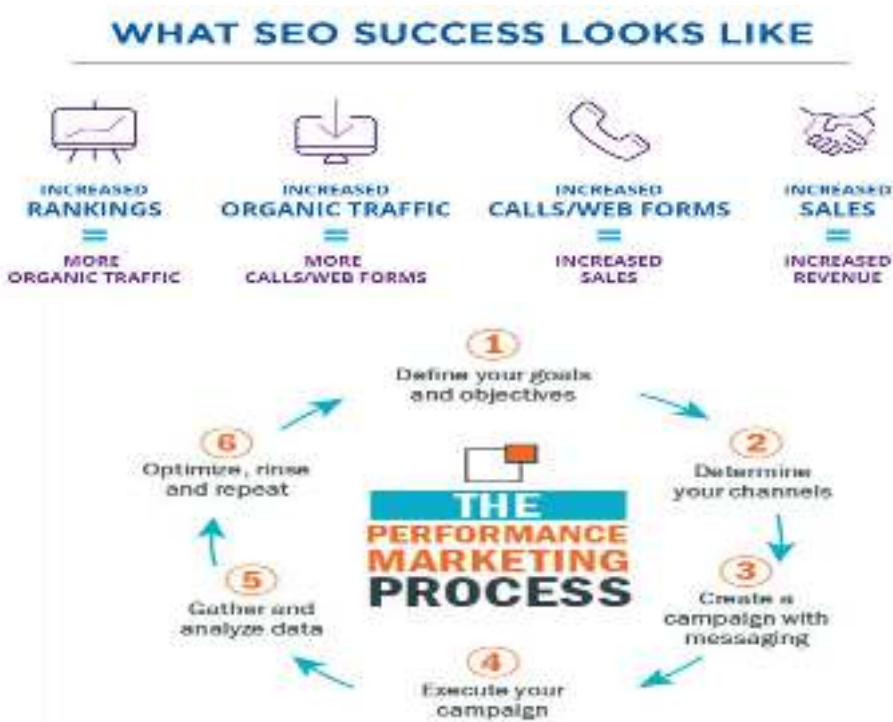 WHAT SEO SUCCESS LOOKS LIKE
INCREASED
RANKINGS
=
MORE
ORGANIC TRAFFIC
INCREASED
ORGANIC TRAFFIC
=
MORE
CALLS/WEB FORMS
INCREASED
CALLS/WEB FORMS
=
INCREASED
SALES
INCREASED
SALES
=
INCREASED
REVENUE
1
Define your goals
and objectives
2
Determine
your channels
3
Create a
campaign with
messaging
4
Execute your
campaign
5
Gather and
analyze data
6
Optimize, rinse
and repeat
THE
PERFORMANCE
MARKETING
PROCESS